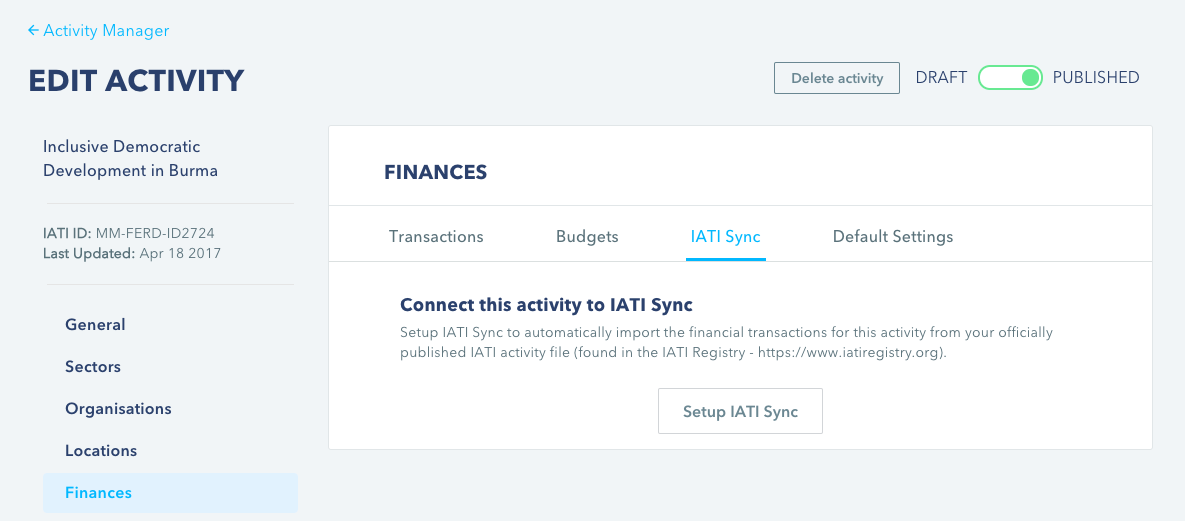 ← Activity Manager
EDIT ACTIVITY
Delete activity
DRAFT
PUBLISHED
Inclusive Democratic
Development in Burma
IATI ID: MM-FERD-ID2724
Last Updated: Apr 18 2017
General
Sectors
Organisations
Locations
Finances
FINANCES
Transactions
Budgets
IATI Sync
Default Settings
Connect this activity to IATI Sync
Setup IATI Sync to automatically import the financial transactions for this activity from your officially
published IATI activity file (found in the IATI Registry - https://www.iatiregistry.org).
Setup IATI Sync